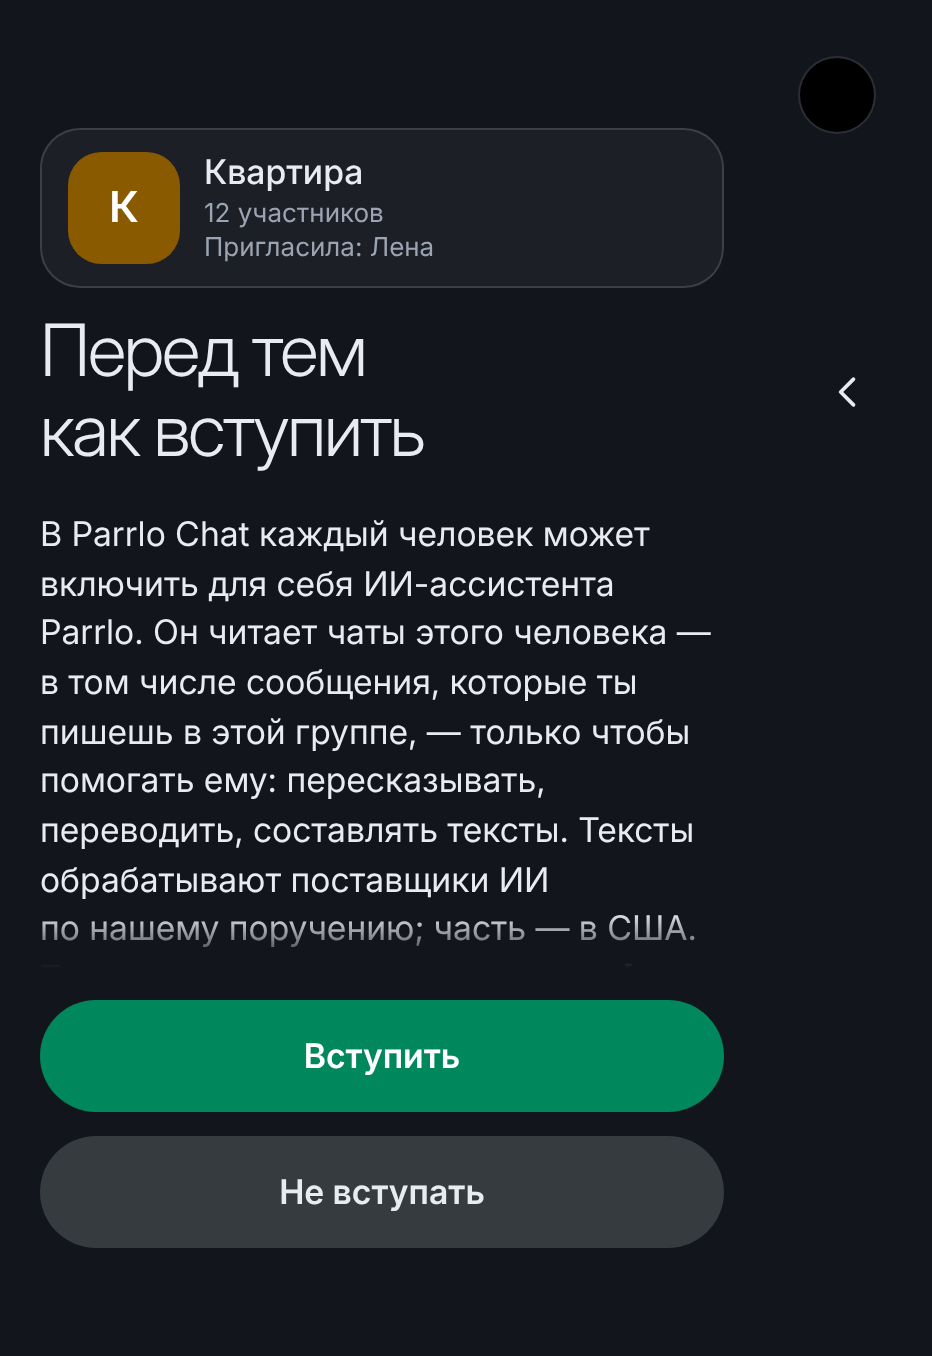 К
Квартира
12 участников
Пригласила: Лена
Перед тем
как вступить
В Parrlo Chat каждый человек может
включить для себя ИИ-ассистента
Parrlo. Он читает чаты этого человека —
в том числе сообщения, которые ты
пишешь в этой группе, — только чтобы
помогать ему: пересказывать,
переводить, составлять тексты. Тексты
обрабатывают поставщики ИИ
по нашему поручению; часть — в США.
Вступить
Не вступать